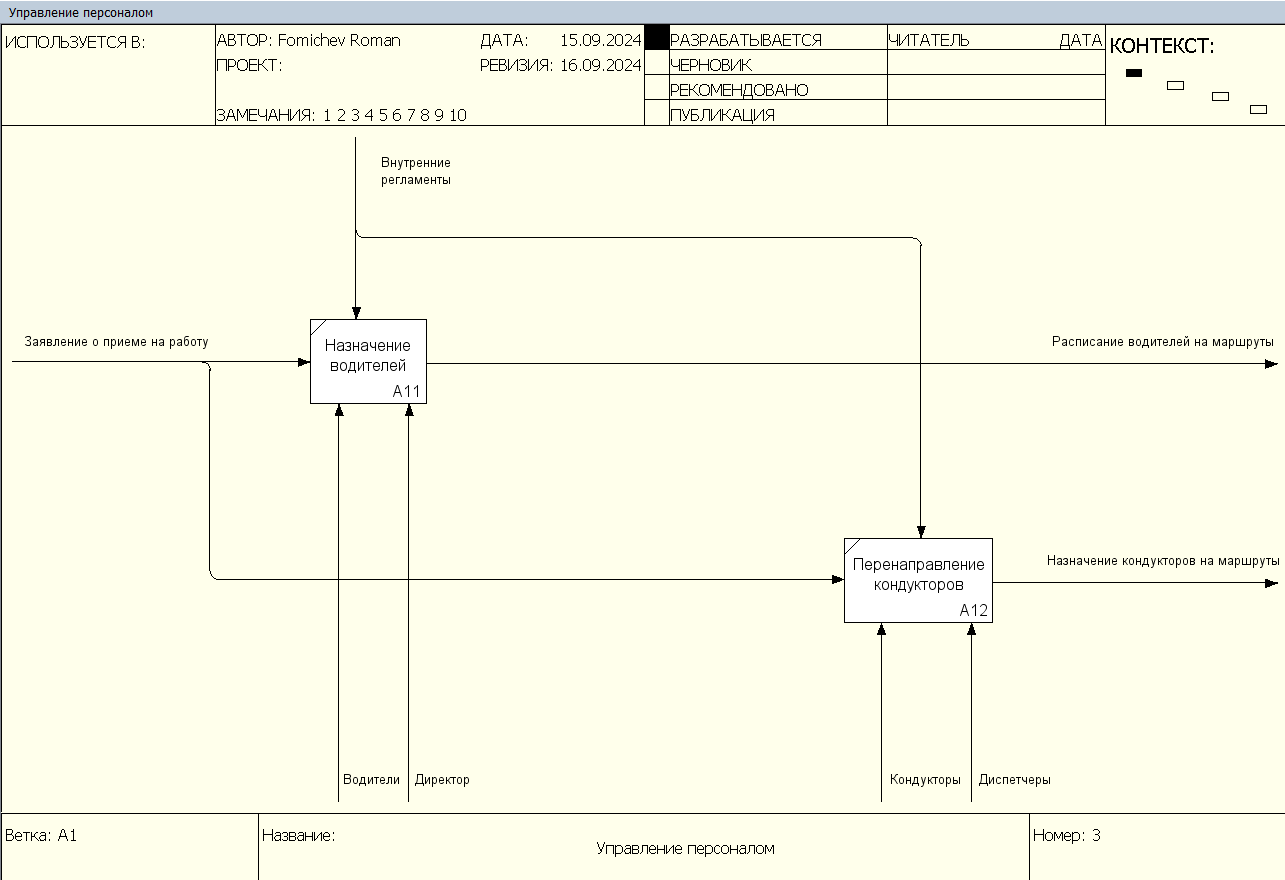 Управление персоналом
ИСПОЛЬЗУЕТСЯ В:
АВТОР: Fomichev Roman
ДАТА: 15.09.2024
ПРОЕКТ:
РЕВИЗИЯ: 16.09.2024
ЗАМЕЧАНИЯ: 1 2 3 4 5 6 7 8 9 10
РАЗРАБАТЫВАЕТСЯ
ЧЕРНОВИК
РЕКОМЕНДОВАНО
ПУБЛИКАЦИЯ
ЧИТАТЕЛЬ
ДАТА
КОНТЕКСТ:
Внутренние
регламенты
Заявление о приеме на работу
Назначение
водителей
A11
Расписание водителей на маршруты
Перенаправление
кондукторов
A12
Назначение кондукторов на маршруты
Водители
Директор
Кондукторы
Диспетчеры
Ветка: A1
Название:
Управление персоналом
Номер: 3